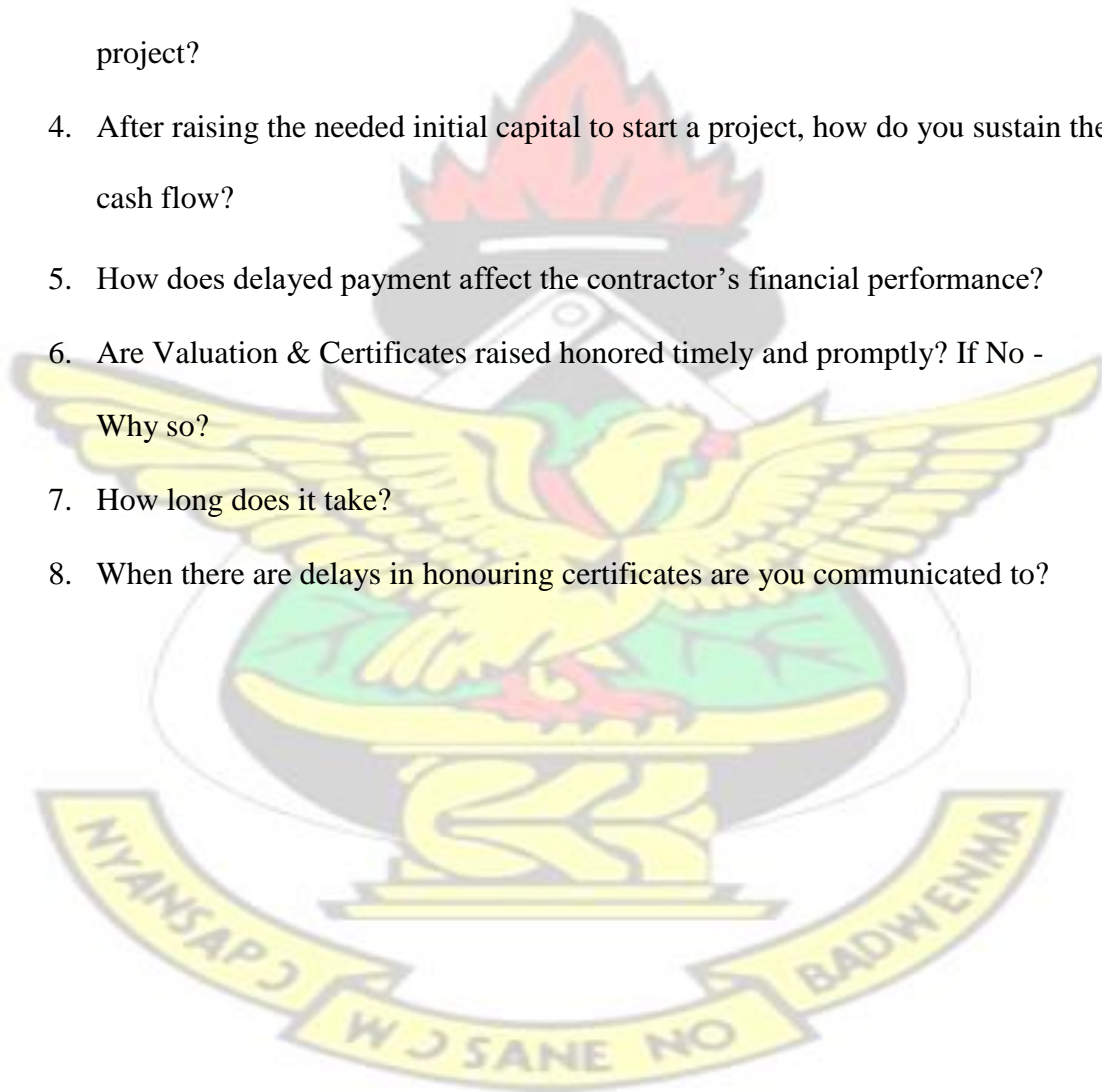 project?
4. After raising the needed initial capital to start a project, how do you sustain the
cash flow?
5. How does delayed payment affect the contractor’s financial performance?
6. Are Valuation & Certificates raised honored timely and promptly? If No -
Why so?
7. How long does it take?
8. When there are delays in honouring certificates are you communicated to?
NYANSAPƆ
WƆ SANE NO
BADWENMA